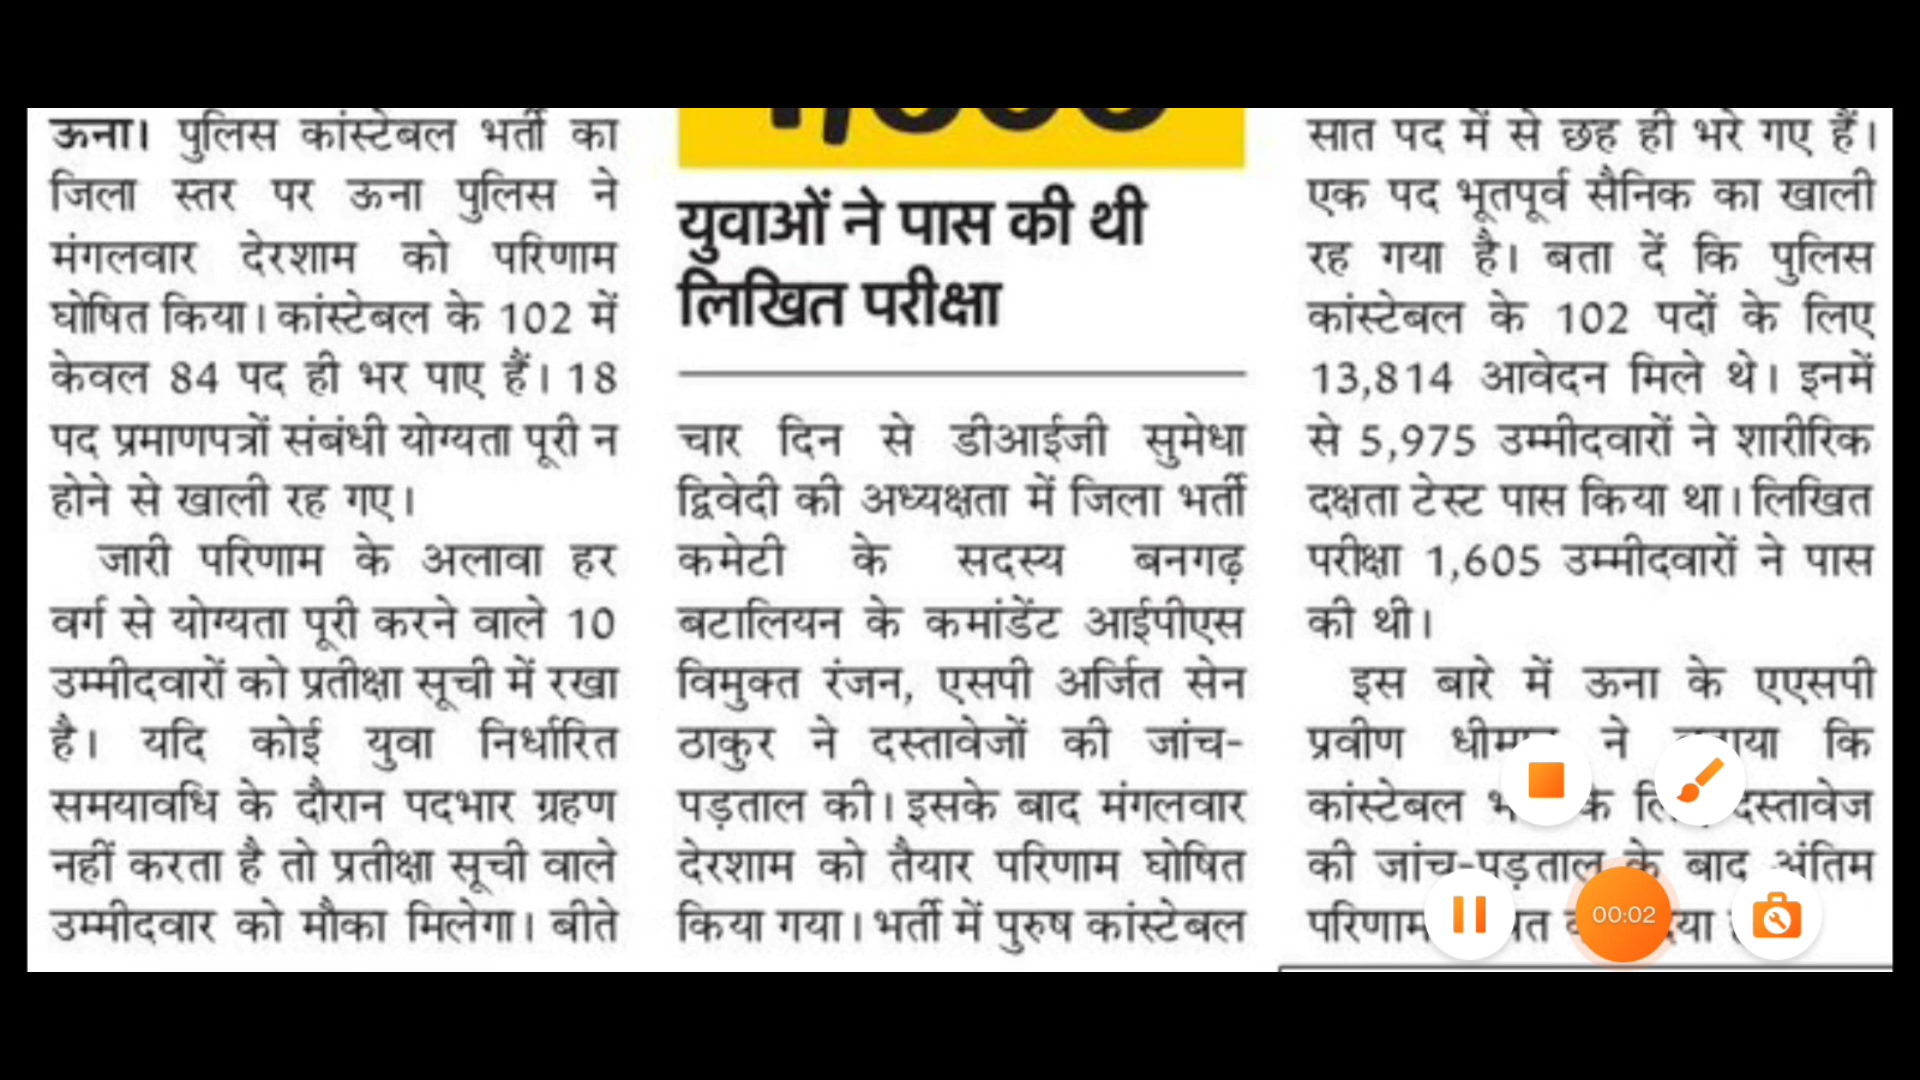 ऊना। पुलिस कांस्टेबल भर्ती का
जिला स्तर पर ऊना पुलिस ने
मंगलवार देरशाम को परिणाम
घोषित किया। कांस्टेबल के 102 में
केवल 84 पद ही भर पाए हैं। 18
पद प्रमाणपत्रों संबंधी योग्यता पूरी न
होने से खाली रह गए।
जारी परिणाम के अलावा हर
वर्ग से योग्यता पूरी करने वाले 10
उम्मीदवारों को प्रतीक्षा सूची में रखा
है। यदि कोई युवा निर्धारित
समयावधि के दौरान पदभार ग्रहण
नहीं करता है तो प्रतीक्षा सूची वाले
उम्मीदवार को मौका मिलेगा। बीते
युवाओं ने पास की थी
लिखित परीक्षा
चार दिन से डीआईजी सुमेधा
द्विवेदी की अध्यक्षता में जिला भर्ती
कमेटी के सदस्य बनगढ़
बटालियन के कमांडेंट आईपीएस
विमुक्त रंजन, एसपी अर्जित सेन
ठाकुर ने दस्तावेजों की जांच-
पड़ताल की। इसके बाद मंगलवार
देरशाम को तैयार परिणाम घोषित
किया गया। भर्ती में पुरुष कांस्टेबल
सात पद में से छह ही भरे गए हैं।
एक पद भूतपूर्व सैनिक का खाली
रह गया है। बता दें कि पुलिस
कांस्टेबल के 102 पदों के लिए
13,814 आवेदन मिले थे। इनमें
से 5,975 उम्मीदवारों ने शारीरिक
दक्षता टेस्ट पास किया था। लिखित
परीक्षा 1,605 उम्मीदवारों ने पास
की थी।
इस बारे में ऊना के एएसपी
प्रवीण ने कि
कांस्टेबल के दस्तावेज
की जांच-पड़ताल के बाद अंतिम
परिणाम
00:02